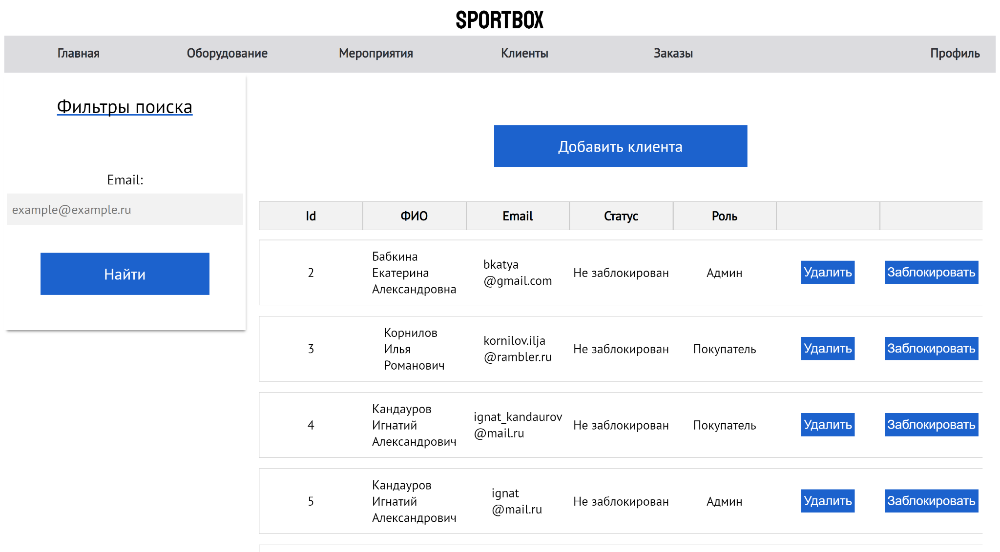 SPORTBOX
Главная Оборудование Мероприятия Клиенты Заказы Профиль
Фильтры поиска
Email:
example@example.ru
Найти
Добавить клиента
Id ФИО Email Статус Роль
2 Бабкина Екатерина Александровна bkatya @gmail.com Не заблокирован Админ Удалить Заблокировать
3 Корнилов Илья Романович kornilov.ilja @rambler.ru Не заблокирован Покупатель Удалить Заблокировать
4 Кандауров Игнатий Александрович ignat_kandaurov @mail.ru Не заблокирован Покупатель Удалить Заблокировать
5 Кандауров Игнатий Александрович ignat @mail.ru Не заблокирован Админ Удалить Заблокировать